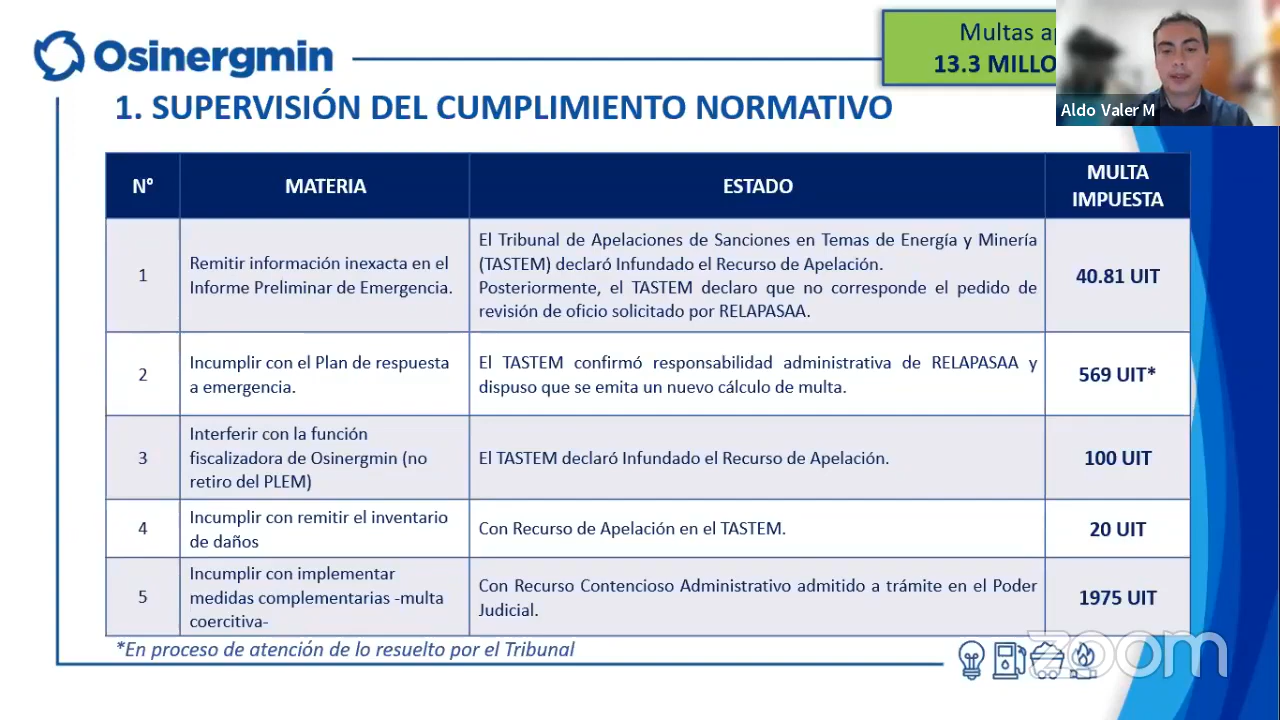 Osinergmin
Multas
13.3
Aldo Valer M
1. SUPERVISIÓN DEL CUMPLIMIENTO NORMATIVO
N°
MATERIA
ESTADO
MULTA
IMPUESTA
1
Remitir información inexacta en el
Informe Preliminar de Emergencia.
El Tribunal de Apelaciones de Sanciones en Temas de Energía y Minería
(TASTEM) declaró Infundado el Recurso de Apelación.
Posteriormente, el TASTEM declaro que no corresponde el pedido de
revisión de oficio solicitado por RELAPASAA.
40.81 UIT
2
Incumplir con el Plan de respuesta
a emergencia.
El TASTEM confirmó responsabilidad administrativa de RELAPASAA y
dispuso que se emita un nuevo cálculo de multa.
569 UIT*
3
Interferir con la función
fiscalizadora de Osinergmin (no
retiro del PLEM)
El TASTEM declaró Infundado el Recurso de Apelación.
100 UIT
4
Incumplir con remitir el inventario
de daños
Con Recurso de Apelación en el TASTEM.
20 UIT
5
Incumplir con implementar
medidas complementarias -multa
coercitiva-
Con Recurso Contencioso Administrativo admitido a trámite en el Poder
Judicial.
1975 UIT
*En proceso de atención de lo resuelto por el Tribunal
zoom